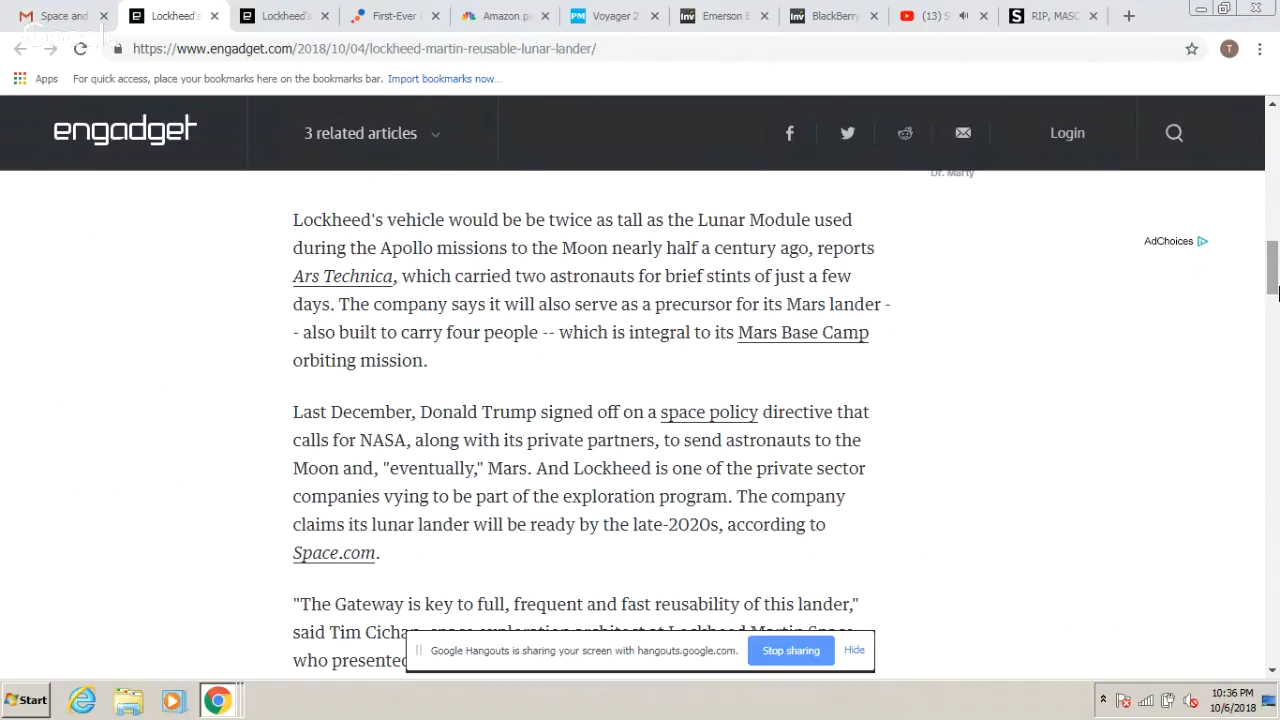 Space and
Lockheed's
Lockheed'
First-Ever
Amazon pa
Voyager 2
Emerson
BlackBerry
(13) S
RIP, MASC
https://www.engadget.com/2018/10/04/lockheed-martin-reusable-lunar-lander/
T
Apps For quick access, place your bookmarks here on the bookmarks bar. Import bookmarks now...
engadget
3 related articles
Login
Dr. Marty
AdChoices
Lockheed's vehicle would be be twice as tall as the Lunar Module used
during the Apollo missions to the Moon nearly half a century ago, reports
Ars Technica, which carried two astronauts for brief stints of just a few
days. The company says it will also serve as a precursor for its Mars lander -
- also built to carry four people -- which is integral to its Mars Base Camp
orbiting mission.
Last December, Donald Trump signed off on a space policy directive that
calls for NASA, along with its private partners, to send astronauts to the
Moon and, "eventually," Mars. And Lockheed is one of the private sector
companies vying to be part of the exploration program. The company
claims its lunar lander will be ready by the late-2020s, according to
Space.com.
"The Gateway is key to full, frequent and fast reusability of this lander,"
said Tim Cichan, space exploration architect at Lockheed Martin Space
who presented
Google Hangouts is sharing your screen with hangouts.google.com.
Stop sharing
Hide
Start
10:36 PM
10/6/2018